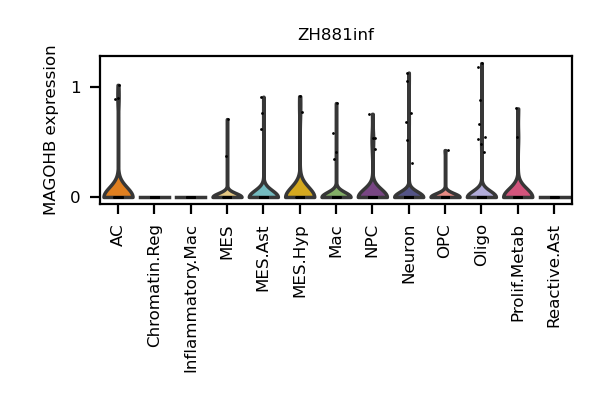 ZH881inf
MAGOHB expression
1
0
AC
Chromatin.Reg
Inflammatory.Mac
MES
MES.Ast
MES.Hyp
Mac
NPC
Neuron
OPC
Oligo
Prolif.Metab
Reactive.Ast